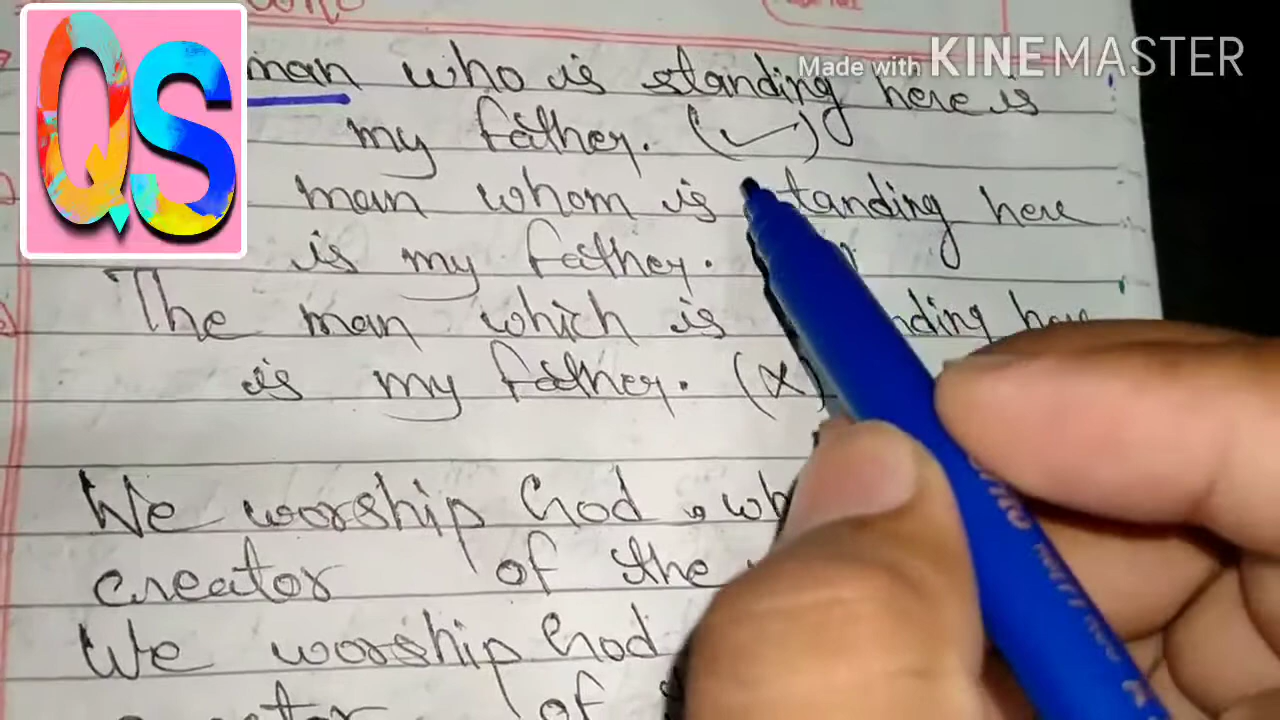 Made with KINEMASTER
QS
man who is standing here is
my father. (✓)
man whom is standing here
is my father.
The man which is
is my father. (x)
We worship God,
creator of the
We worship God
of